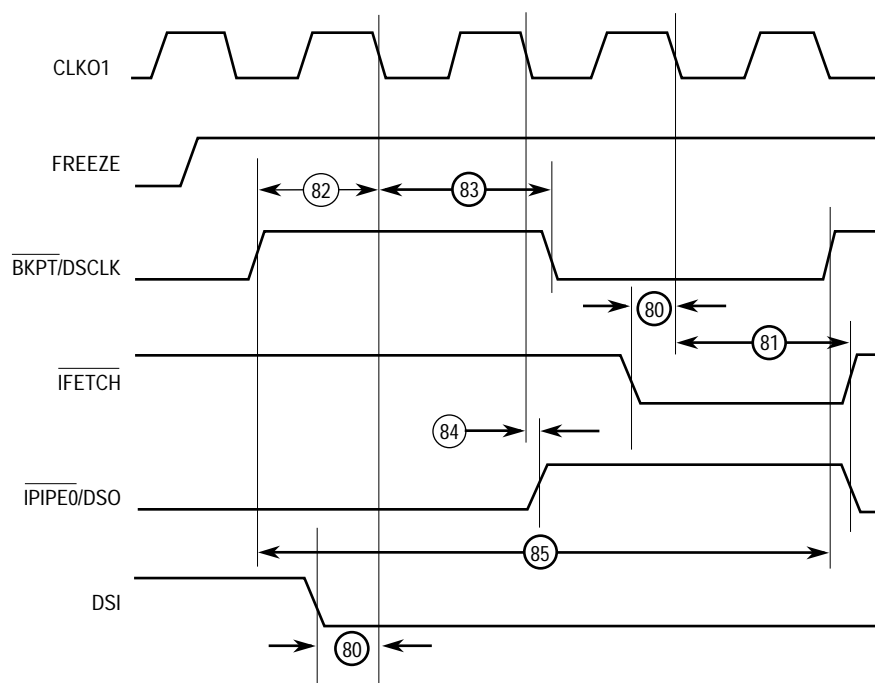 CLKO1
FREEZE
82
83
BKPT/DSCLK
80
81
IFETCH
84
IPIPE0/DSO
85
DSI
80